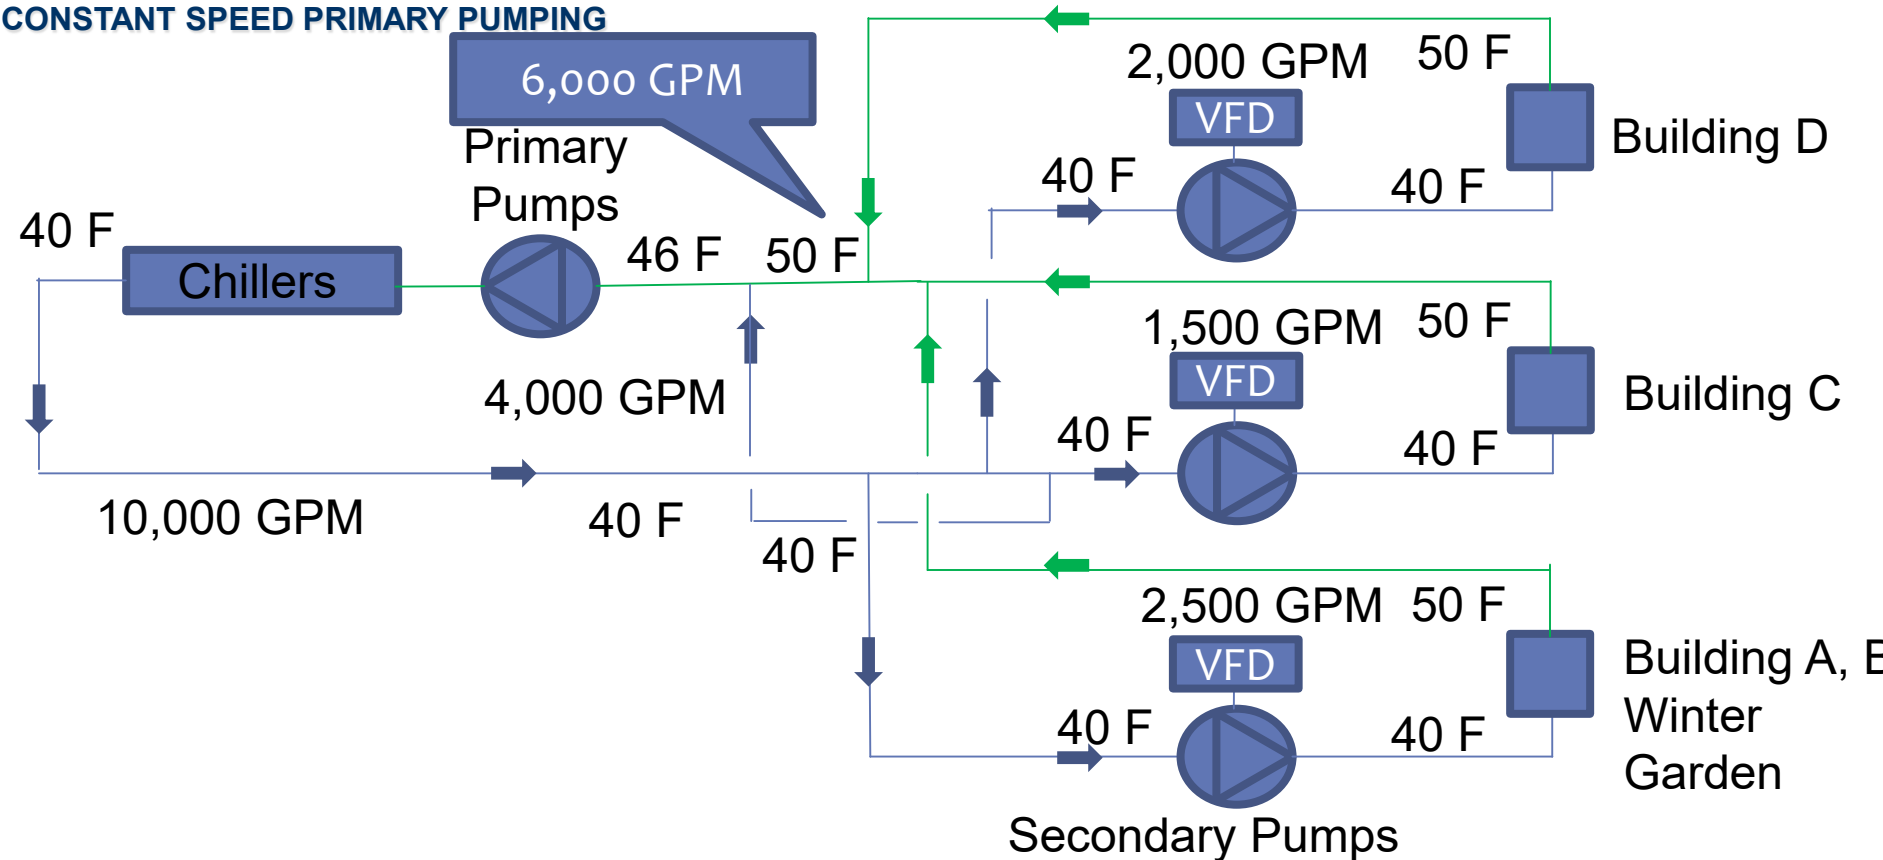 CONSTANT SPEED PRIMARY PUMPING
6,000 GPM
Primary
Pumps
40 F
Chillers
46 F
50 F
4,000 GPM
10,000 GPM
40 F
40 F
2,000 GPM
50 F
VFD
40 F
40 F
Building D
1,500 GPM
50 F
VFD
40 F
40 F
Building C
2,500 GPM
50 F
VFD
40 F
40 F
Building A,
Winter
Garden
Secondary Pumps